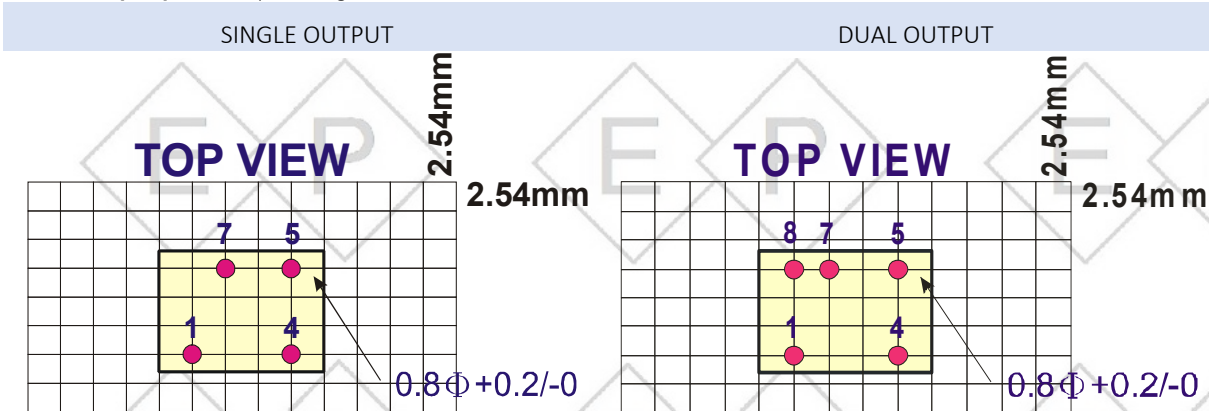 SINGLE OUTPUT
DUAL OUTPUT
E P
TOP VIEW
2.54mm
2.54mm
7 5
1 4
0.8Φ+0.2/-0
E P E
TOP VIEW
2.54mm
2.54mm
8 7 5
1 4
0.8Φ+0.2/-0